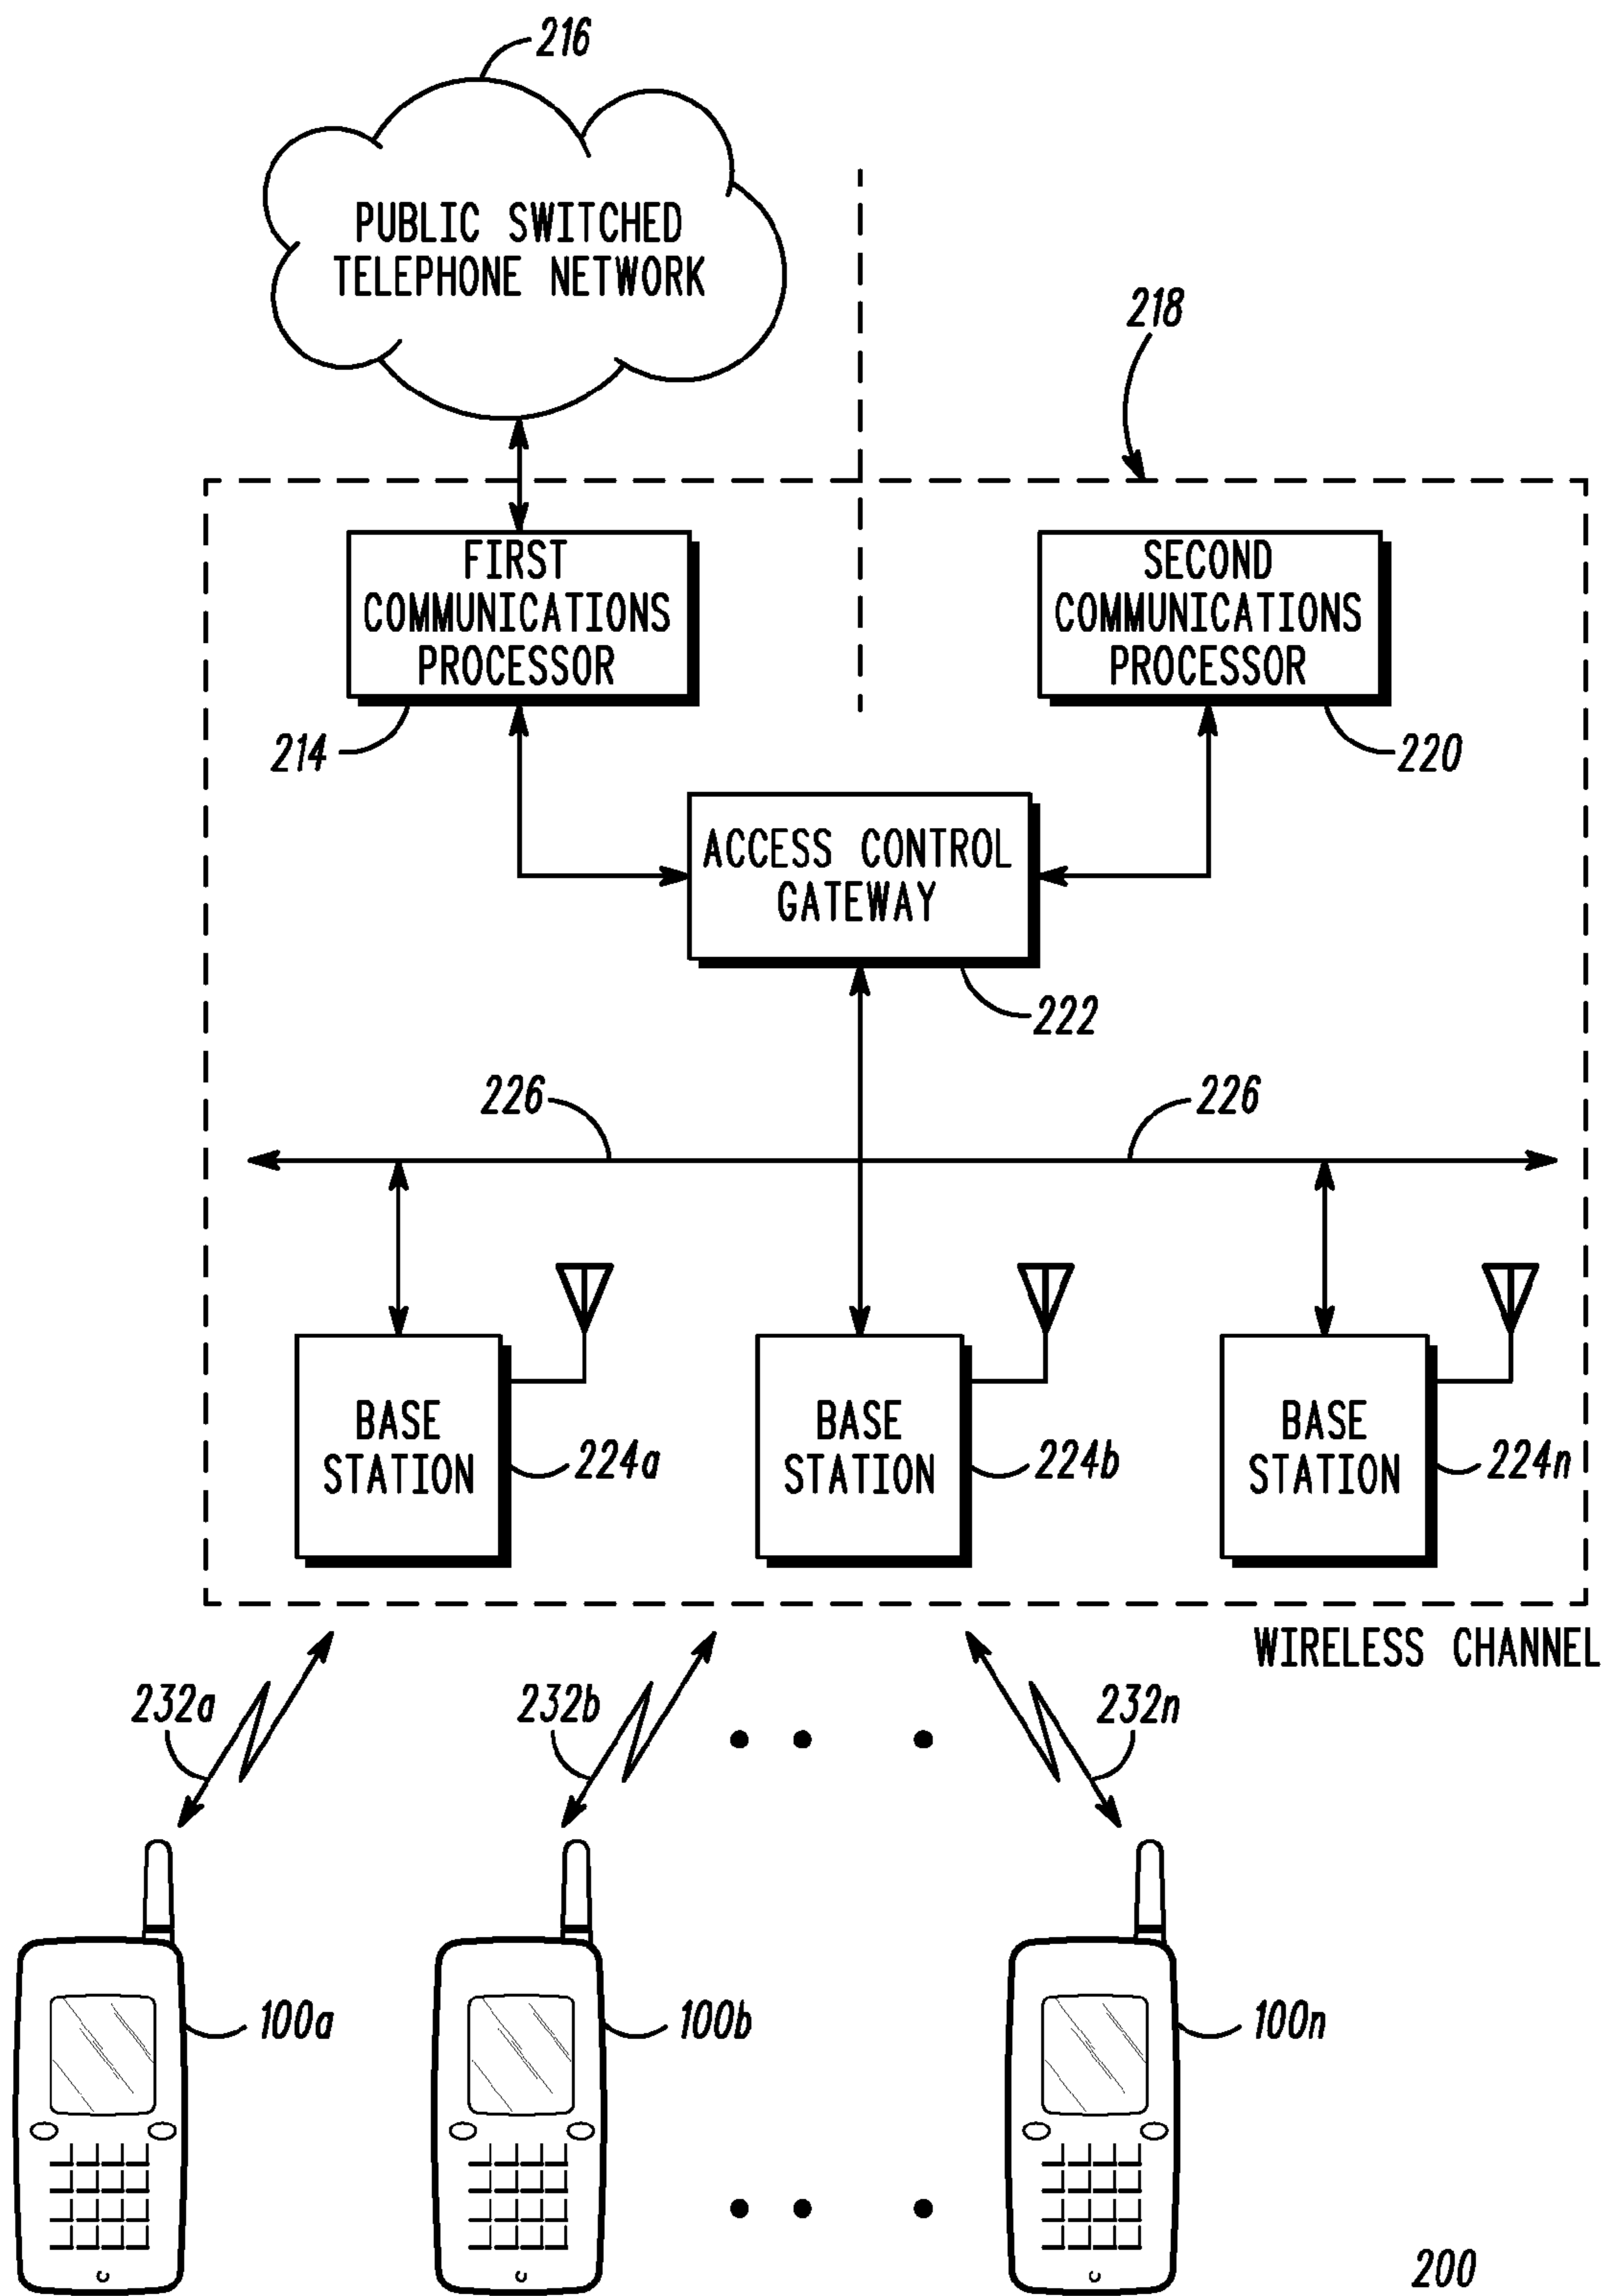 216
PUBLIC SWITCHED
TELEPHONE NETWORK
218
FIRST
COMMUNICATIONS
PROCESSOR
SECOND
COMMUNICATIONS
PROCESSOR
214
220
ACCESS CONTROL
GATEWAY
222
226
226
BASE
STATION
224a
BASE
STATION
224b
BASE
STATION
224n
WIRELESS CHANNEL
232a
232b
232n
100a
100b
100n
200